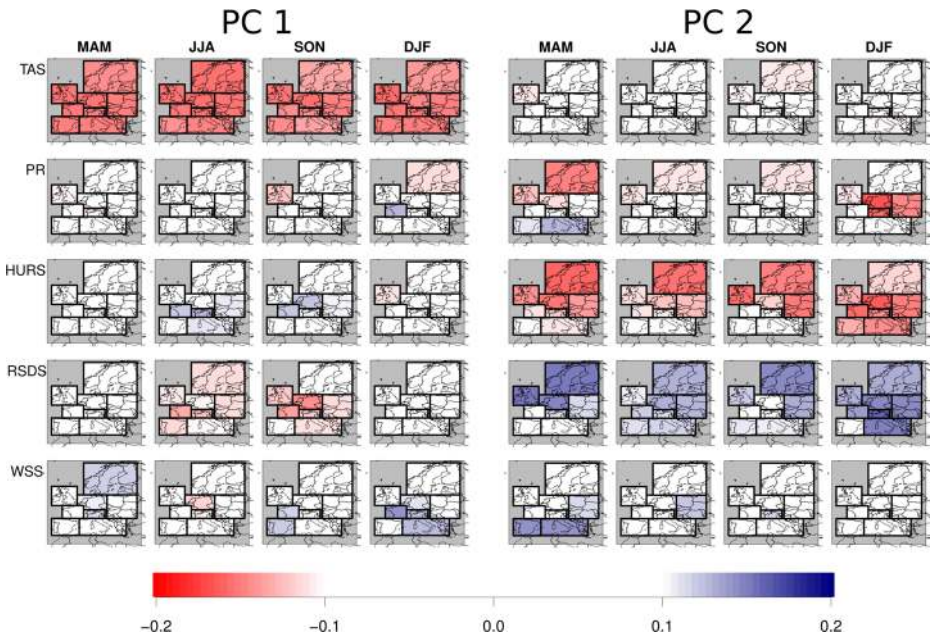 PC 1 PC 2
MAM JJA SON DJF MAM JJA SON DJF
TAS
PR
HURS
RSDS
WSS
−0.2 −0.1 0.0 0.1 0.2